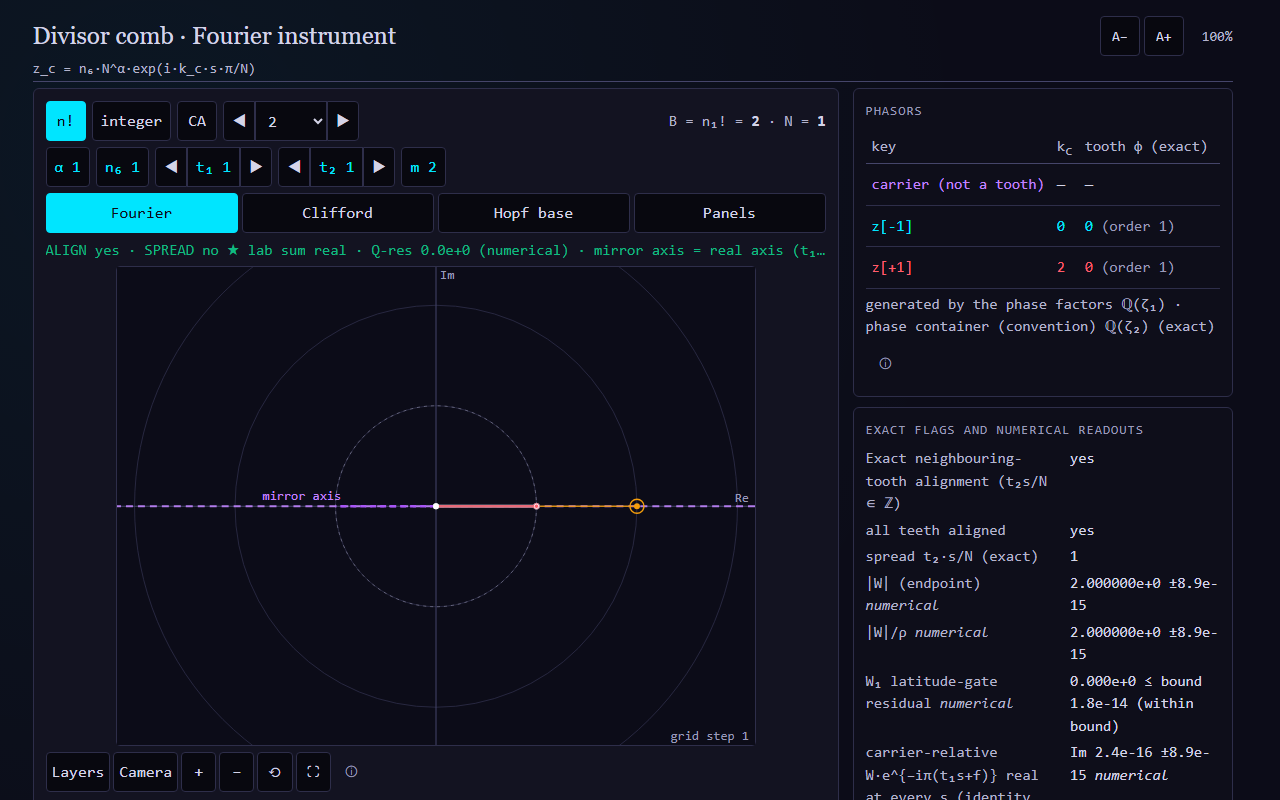 Divisor comb · Fourier instrument
A− A+ 100%
z_c = n₆·N^α·exp(i·k_c·s·π/N)
n! integer CA ◀ 2 ▶ B = n₁! = 2 · N = 1
α 1 n₆ 1 ◀ t₁ 1 ▶ ◀ t₂ 1 ▶ m 2
Fourier Clifford Hopf base Panels
ALIGN yes · SPREAD no ★ lab sum real · Q-res 0.0e+0 (numerical) · mirror axis = real axis (t₁…
Im
mirror axis
Re
grid step 1
Layers Camera + − ⟲ ⛶ ⓘ
PHASORS
key k_C tooth ϕ (exact)
carrier (not a tooth) — —
z[-1] 0 0 (order 1)
z[+1] 2 0 (order 1)
generated by the phase factors ℚ(ζ₁) ·
phase container (convention) ℚ(ζ₂) (exact)
ⓘ
EXACT FLAGS AND NUMERICAL READOUTS
Exact neighbouring- yes
tooth alignment (t₂s/N
∈ ℤ)
all teeth aligned yes
spread t₂·s/N (exact) 1
|W| (endpoint) 2.000000e+0 ±8.9e-
numerical 15
|W|/ρ numerical 2.000000e+0 ±8.9e-
15
W₁ latitude-gate 0.000e+0 ≤ bound
residual numerical 1.8e-14 (within
bound)
carrier-relative Im 2.4e-16 ±8.9e-
W·e^{−iπ(t₁s+f)} real 15 numerical
at every s (identity